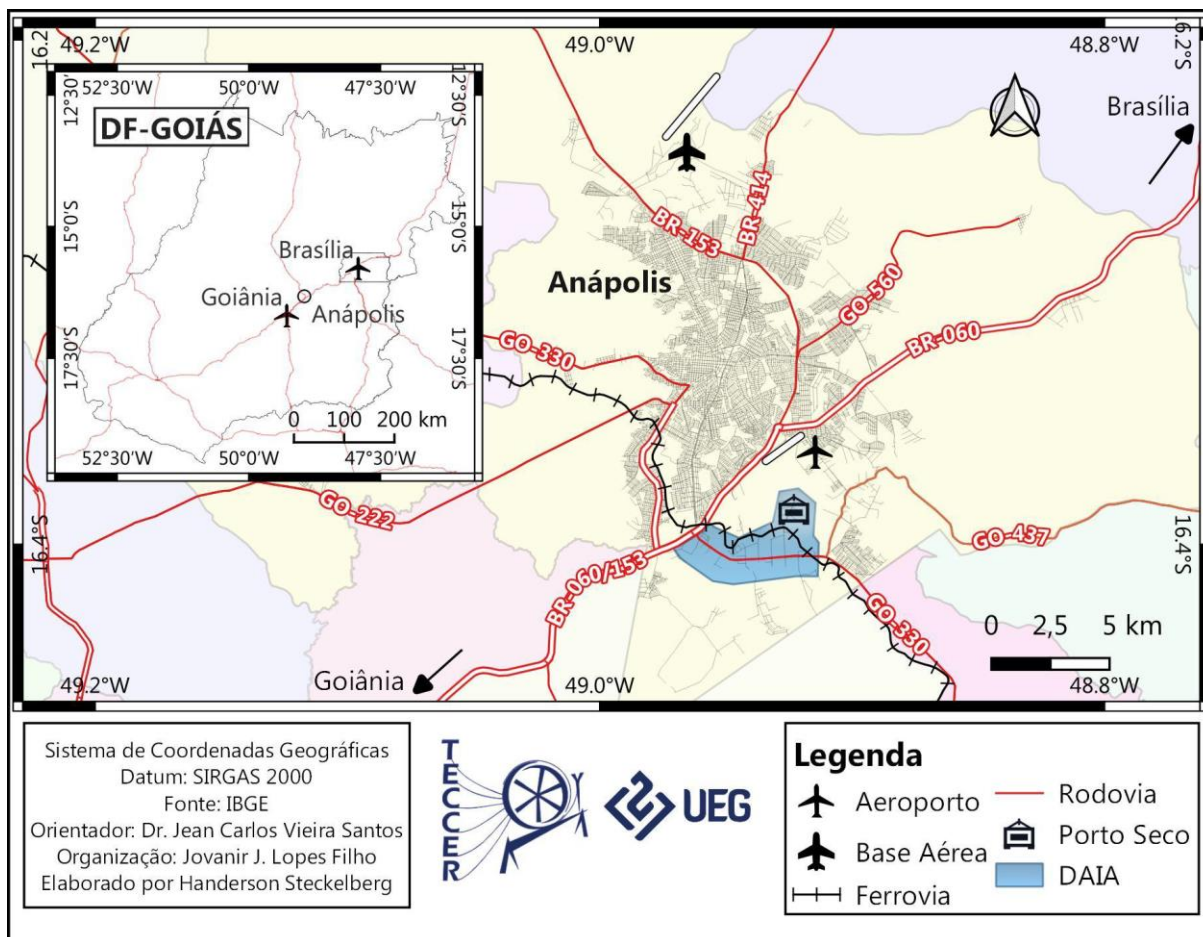 16.2
49.2°W
49.0°W
48.8°W
16.2°S
52°30'W
50°0'W
47°30'W
12°30'
12°30'S
DF-GOIÁS
15°0'S
15°0'S
Brasília
Goiânia
Anápolis
17°30'S
17°30'S
0 100 200 km
52°30'W
50°0'W
47°30'W
Brasília
BR-414
BR-153
Anápolis
GO-560
BR-060
GO-330
GO-222
GO-437
16.4°S
16.4°S
BR-060/153
GO-330
0 2,5 5 km
Goiânia
49.2°W
49.0°W
48.8°W
Sistema de Coordenadas Geográficas
Datum: SIRGAS 2000
Fonte: IBGE
Orientador: Dr. Jean Carlos Vieira Santos
Organização: Jovanir J. Lopes Filho
Elaborado por Handerson Steckelberg
TECCER
UEG
Legenda
Aeroporto
Base Aérea
Ferrovia
Rodovia
Porto Seco
DAIA